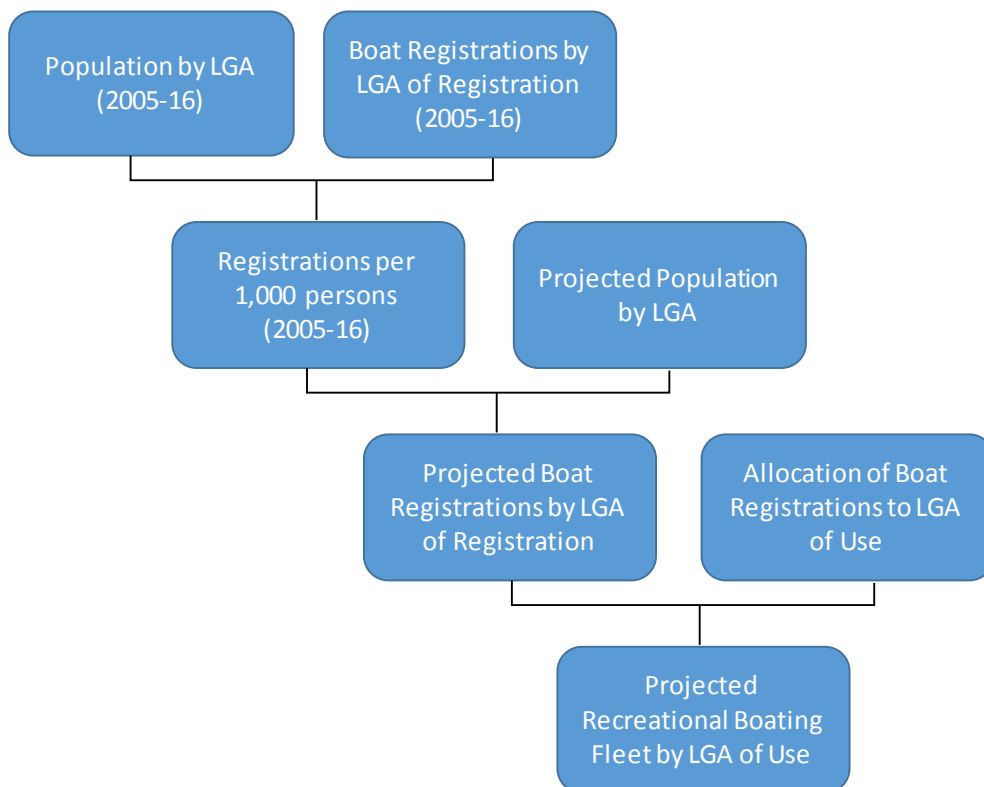 Population by LGA
(2005-16)
Boat Registrations by
LGA of Registration
(2005-16)
Registrations per
1,000 persons
(2005-16)
Projected Population
by LGA
Projected Boat
Registrations by LGA
of Registration
Allocation of Boat
Registrations to LGA
of Use
Projected
Recreational Boating
Fleet by LGA of Use